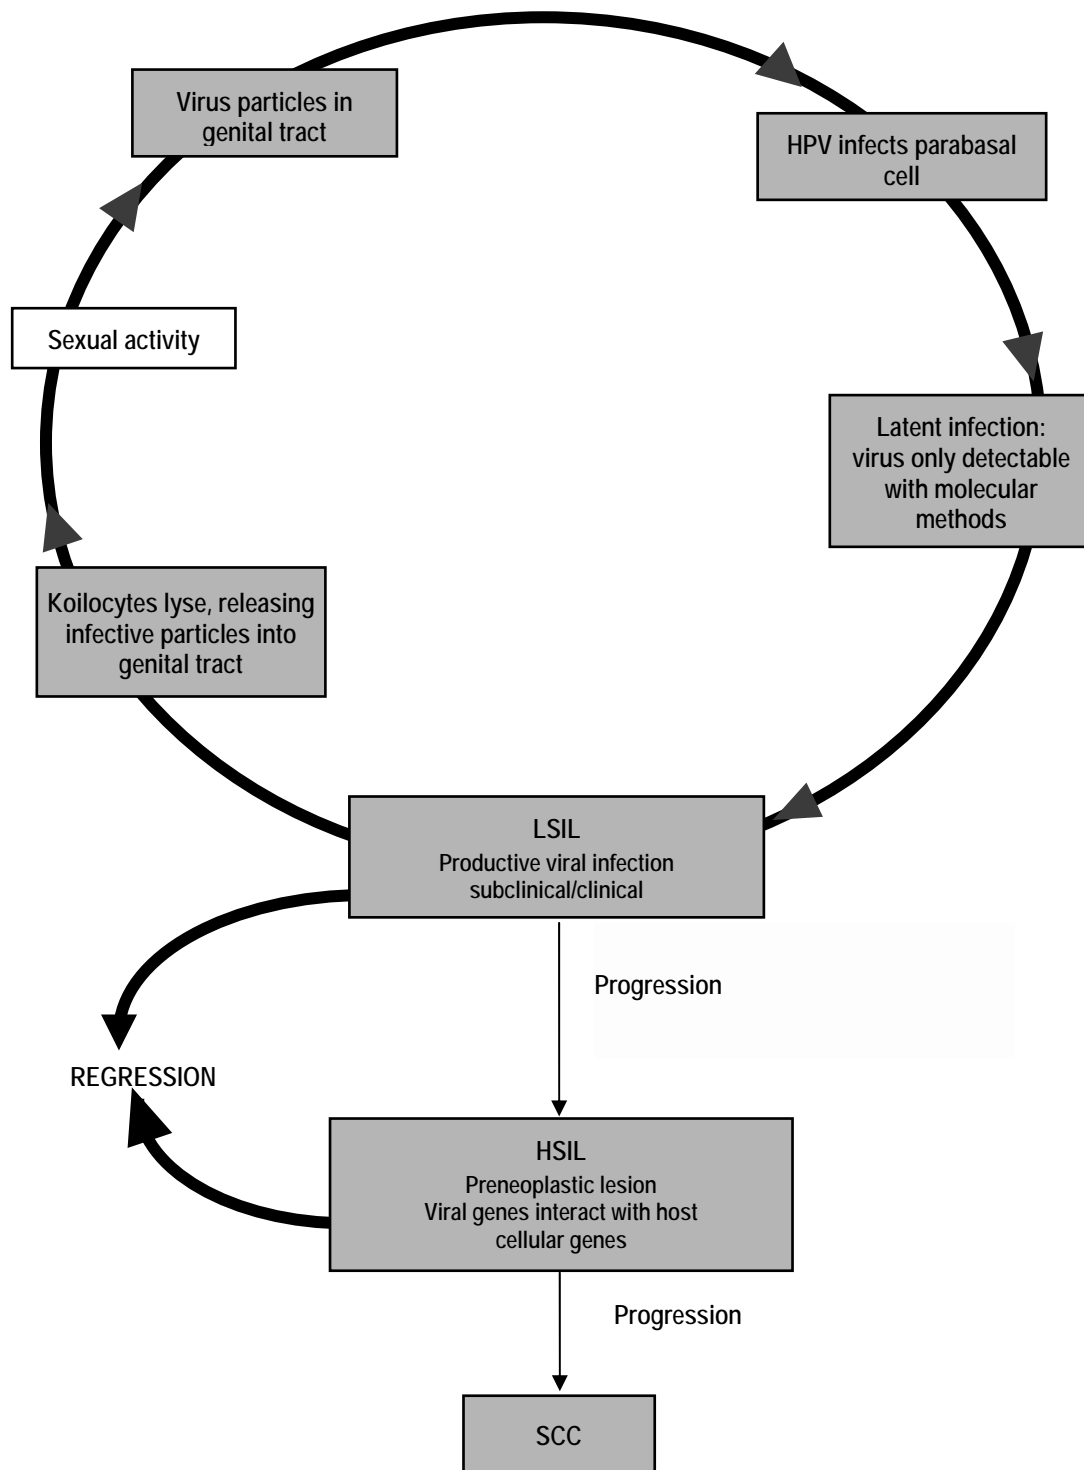 Virus particles in
genital tract
HPV infects parabasal
cell
Sexual activity
Latent infection:
virus only detectable
with molecular
methods
Koilocytes lyse, releasing
infective particles into
genital tract
LSIL
Productive viral infection
subclinical/clinical
Progression
REGRESSION
HSIL
Preneoplastic lesion
Viral genes interact with host
cellular genes
Progression
SCC